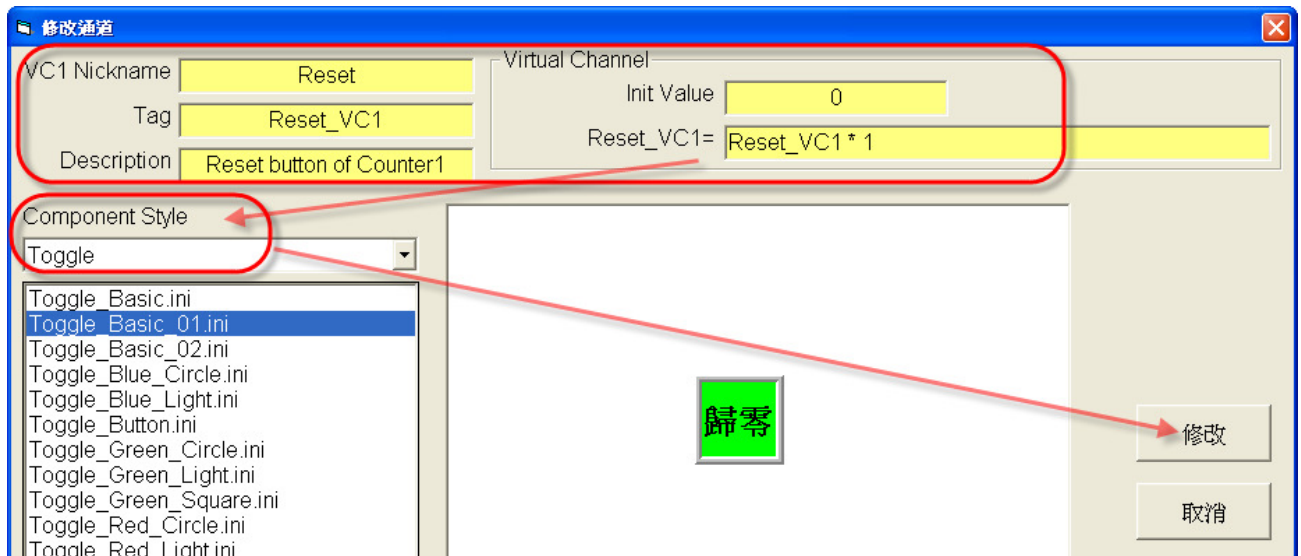 修改通道
VC1 Nickname Reset
Tag Reset_VC1
Description Reset button of Counter1
Virtual Channel
Init Value 0
Reset_VC1= Reset_VC1 * 1
Component Style
Toggle
Toggle_Basic.ini
Toggle_Basic_01.ini
Toggle_Basic_02.ini
Toggle_Blue_Circle.ini
Toggle_Blue_Light.ini
Toggle_Button.ini
Toggle_Green_Circle.ini
Toggle_Green_Light.ini
Toggle_Green_Square.ini
Toggle_Red_Circle.ini
Toggle_Red_Light.ini
歸零
修改
取消